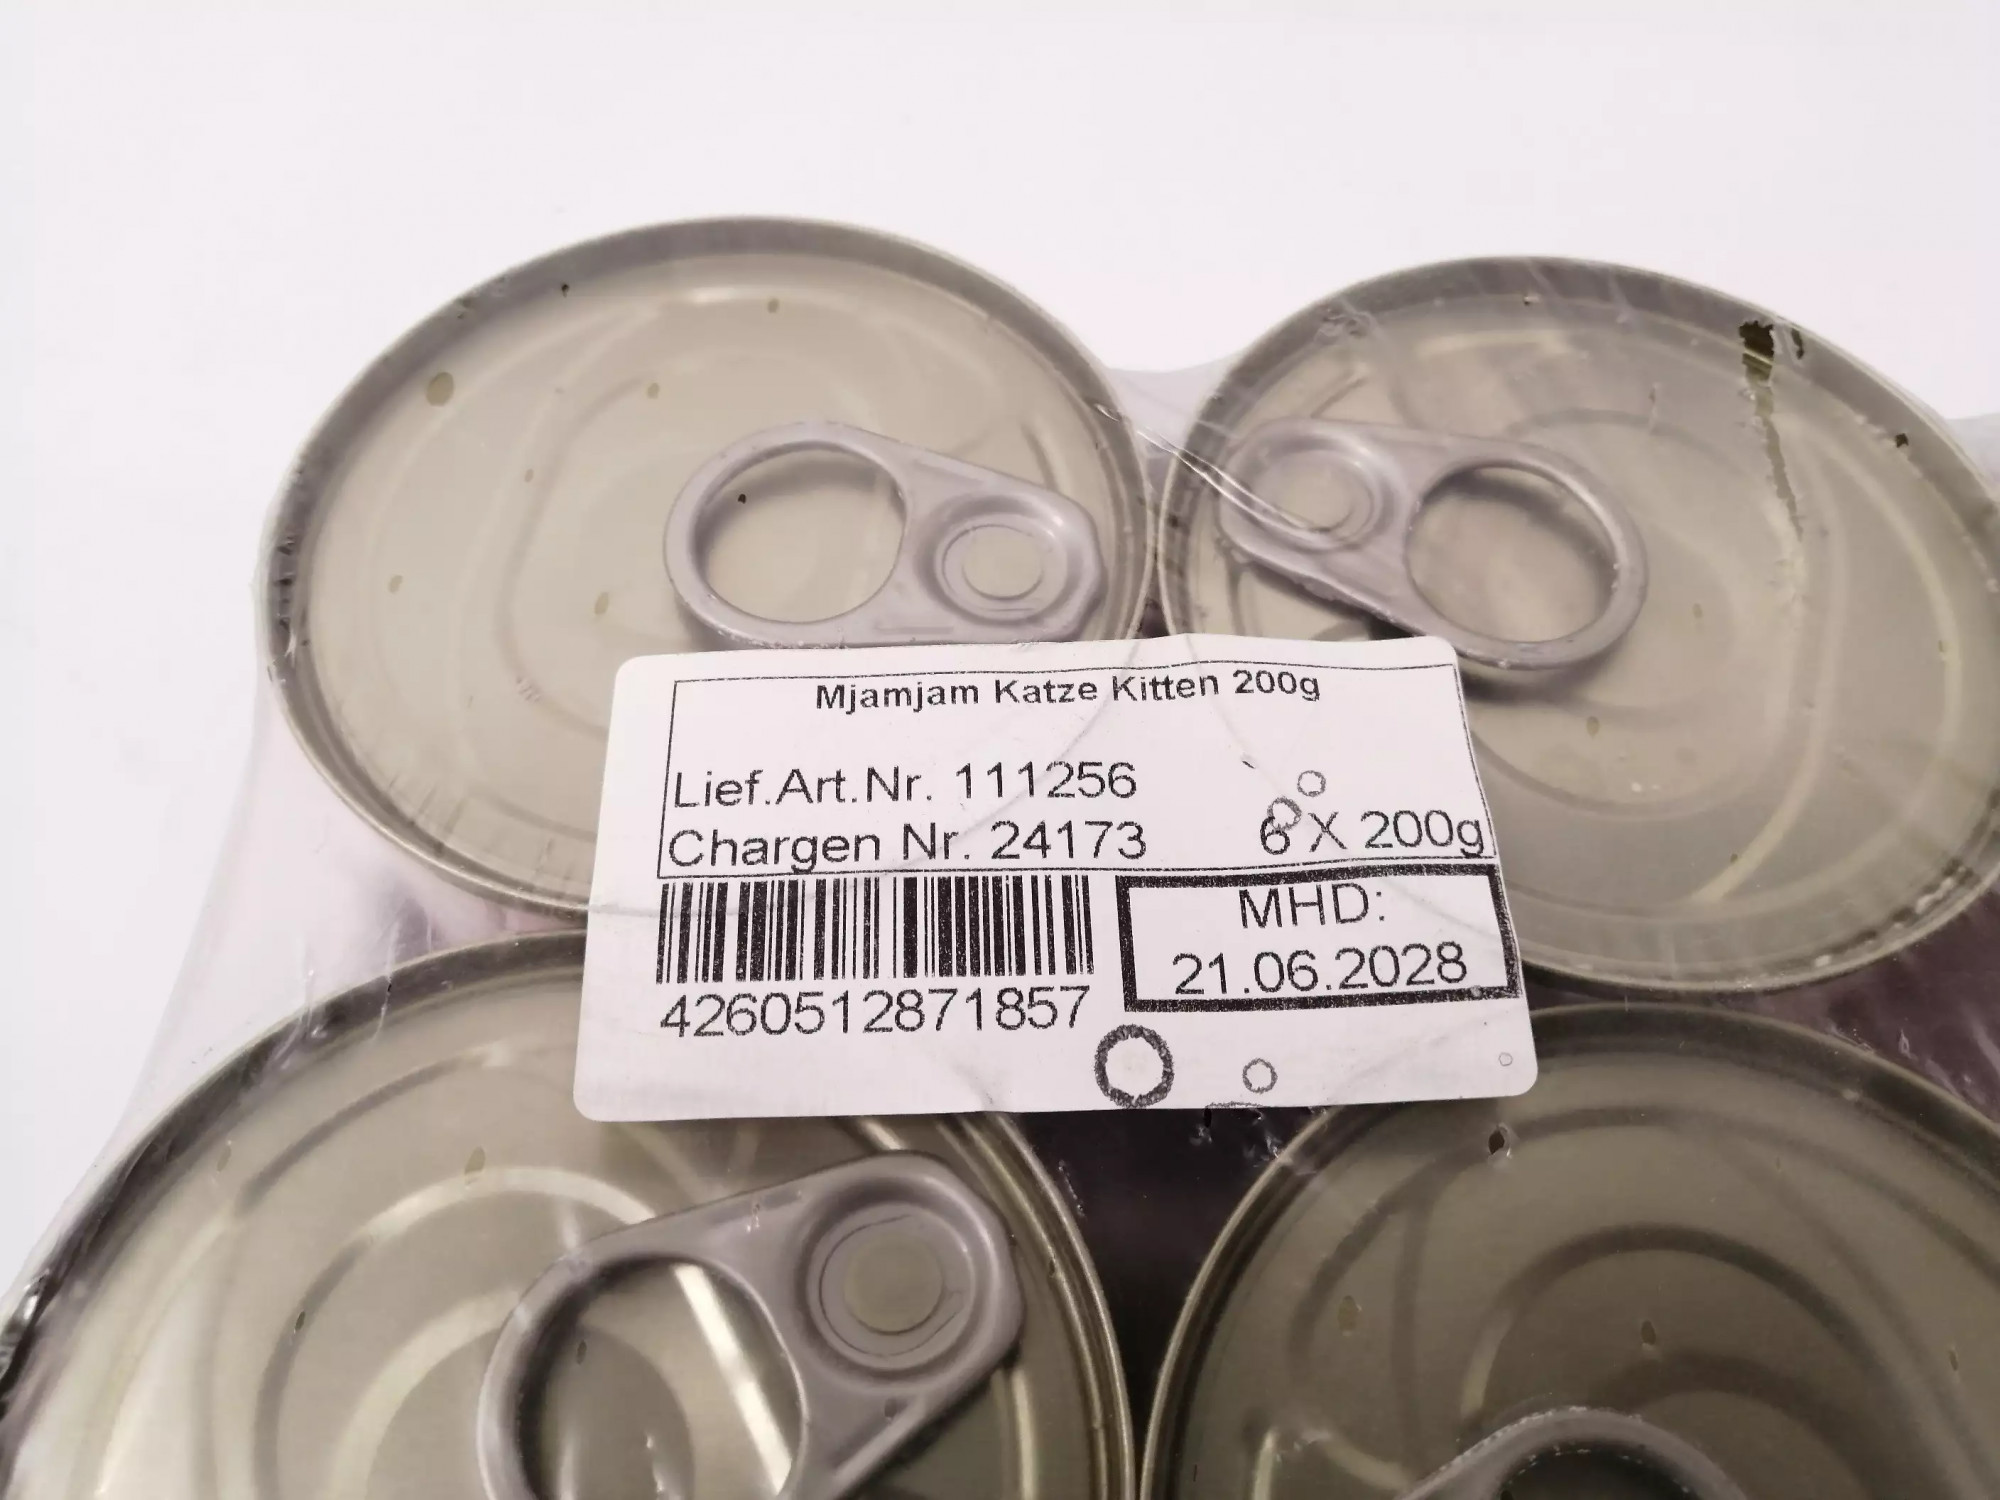 Mjamjam Katze Kitten 200g
Lief.Art.Nr. 111256
Chargen Nr. 24173 6 X 200g
MHD:
21.06.2028
4260512871857